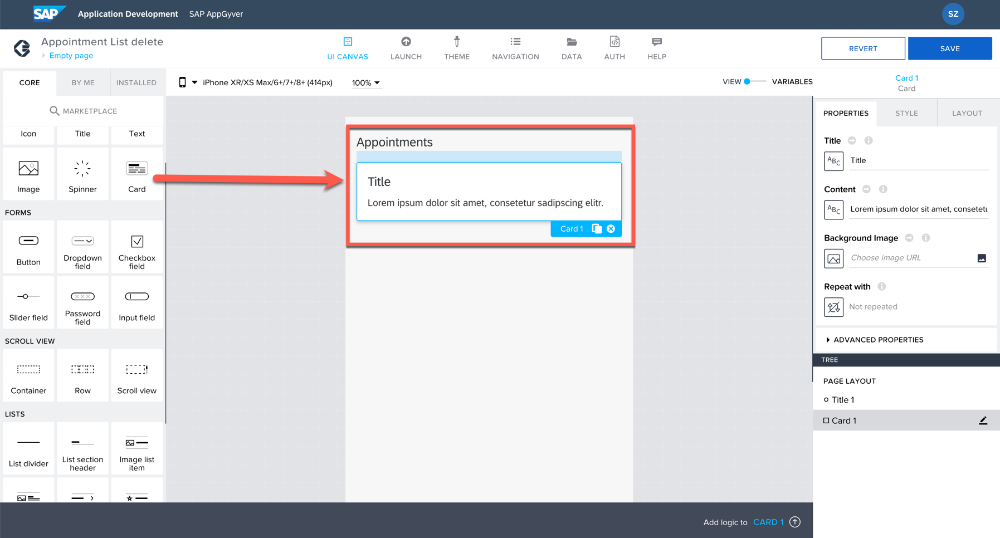 SAP Application Development SAP AppGyver SZ
Appointment List delete
Empty page
UI CANVAS LAUNCH THEME NAVIGATION DATA AUTH HELP
REVERT SAVE
CORE BY ME INSTALLED
iPhone XR/XS Max/6+/7+/8+ (414px) 100%
VIEW VARIABLES
Card 1
Card
MARKETPLACE
Icon Title Text
Image Spinner Card
FORMS
Button Dropdown field Checkbox field
Slider field Password field Input field
SCROLL VIEW
Container Row Scroll view
LISTS
List divider List section header Image list item
Appointments
Title
Lorem ipsum dolor sit amet, consetetur sadipscing elitr.
Card 1
PROPERTIES STYLE LAYOUT
Title
ABC Title
Content
ABC Lorem ipsum dolor sit amet, consetetu
Background Image
Choose image URL
Repeat with
Not repeated
ADVANCED PROPERTIES
TREE
PAGE LAYOUT
Title 1
Card 1
Add logic to CARD 1